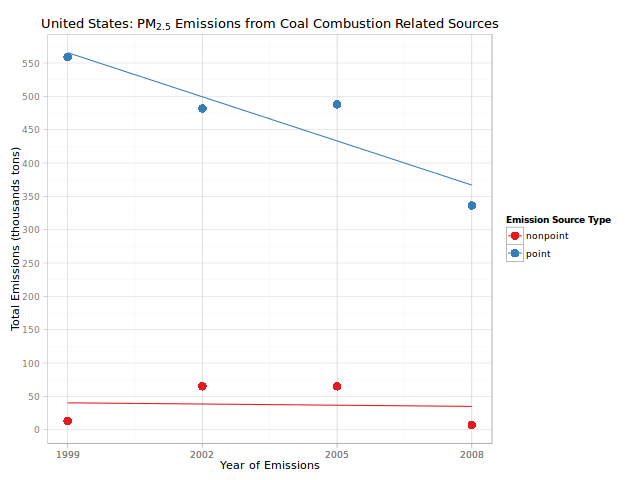 United States: PM2.5 Emissions from Coal Combustion Related Sources
Total Emissions (thousands tons)
550
500
450
400
350
300
250
200
150
100
50
0
1999 2002 2005 2008
Year of Emissions
Emission Source Type
nonpoint
point